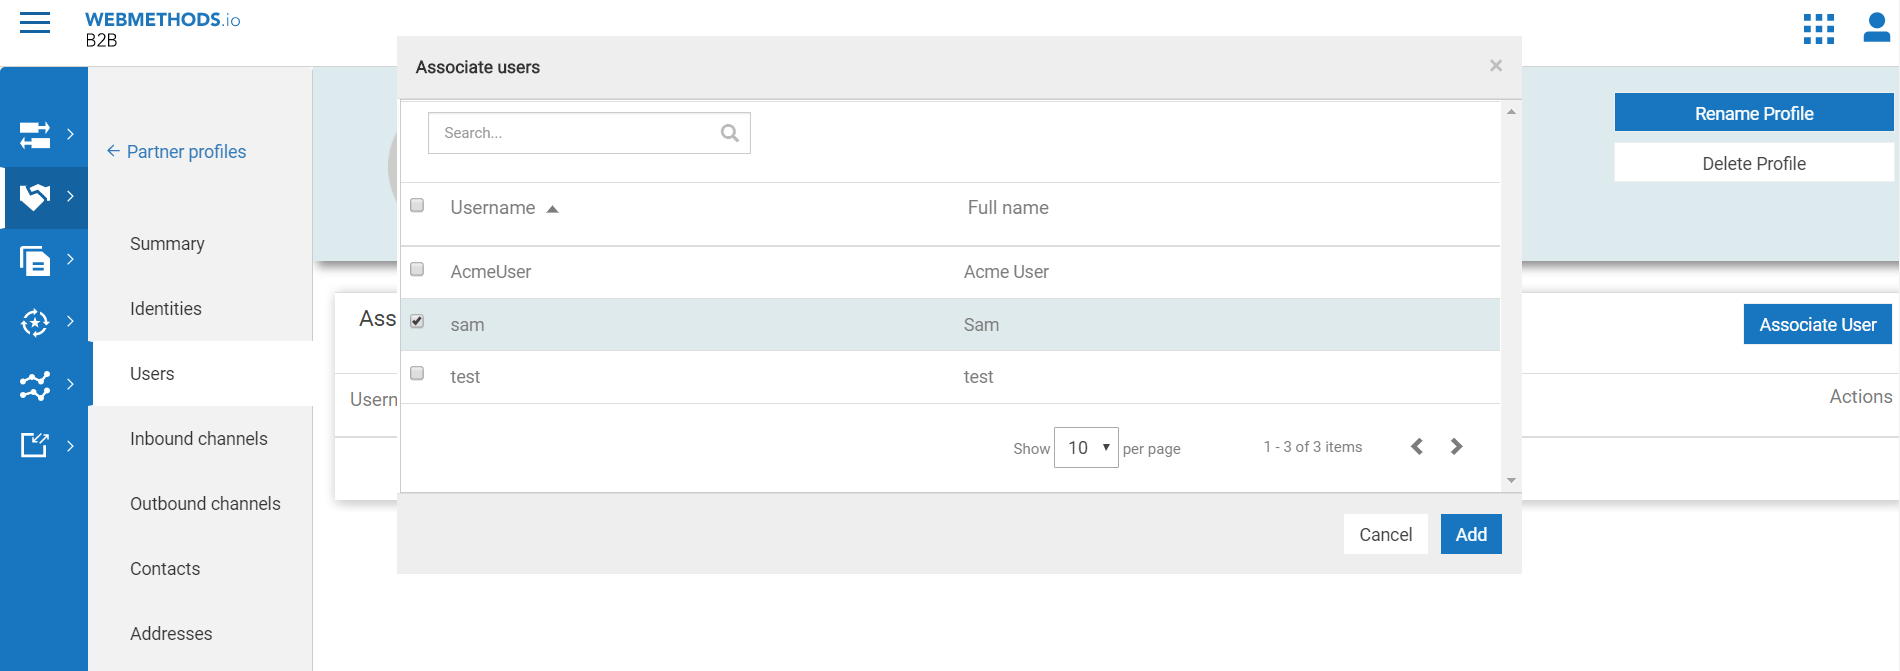 WEBMETHODS.io
B2B
Partner profiles
Summary
Identities
Users
Inbound channels
Outbound channels
Contacts
Addresses
Associate users
×
Search...
Username Full name
AcmeUser Acme User
sam Sam
test test
Show 10 per page 1 - 3 of 3 items
Cancel Add
Rename Profile
Delete Profile
Ass
Associate User
Usern
Actions